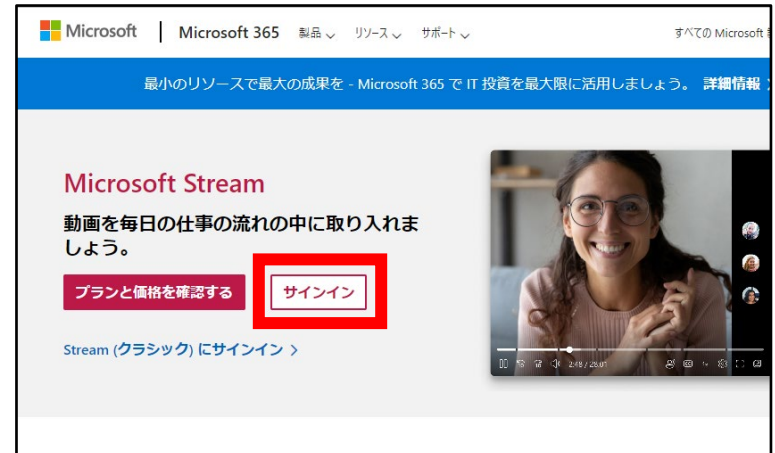 Microsoft Microsoft 365 製品 リソース サポート すべての Microsoft
最小のリソースで最大の成果を - Microsoft 365 で IT 投資を最大限に活用しましょう。 詳細情報
Microsoft Stream
動画を毎日の仕事の流れの中に取り入れま
しょう。
プランと価格を確認する サインイン
Stream (クラシック) にサインイン
2:48 / 28:01